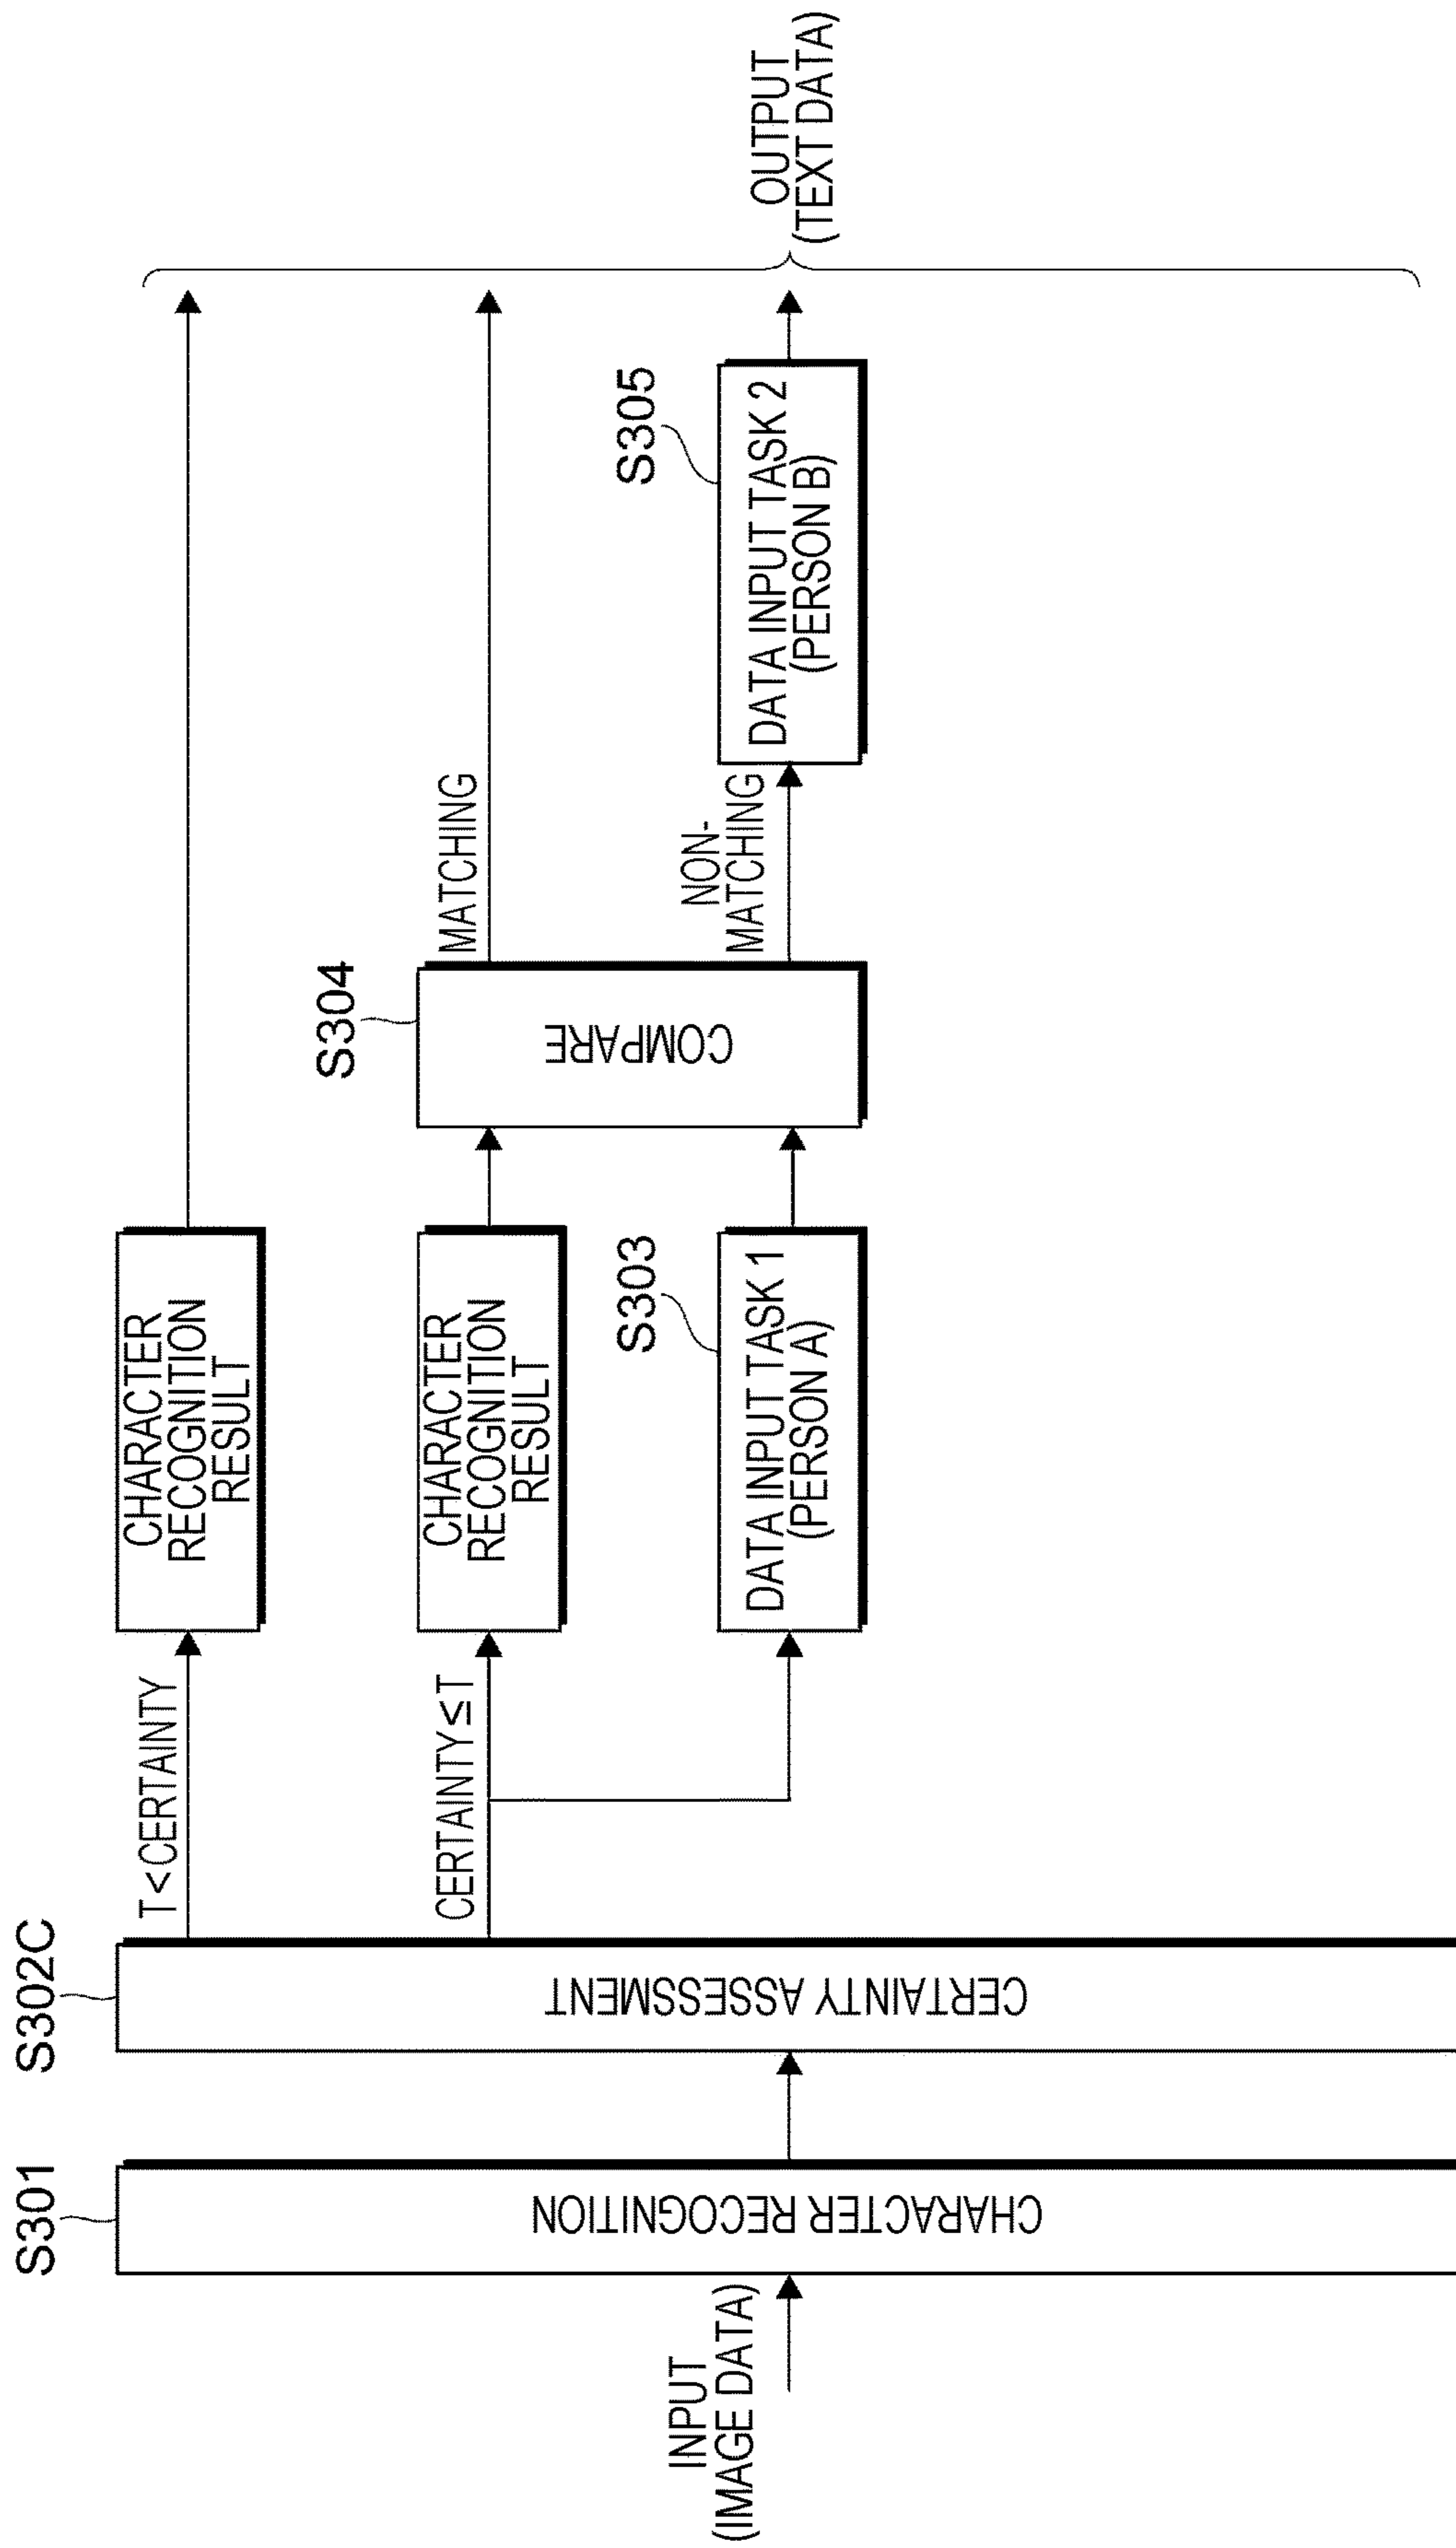 INPUT
(IMAGE DATA)
S301
CHARACTER RECOGNITION
S302C
CERTAINTY ASSESSMENT
T<CERTAINTY
CHARACTER
RECOGNITION
RESULT
CERTAINTY≤T
CHARACTER
RECOGNITION
RESULT
S303
DATA INPUT TASK 1
(PERSON A)
S304
COMPARE
MATCHING
NON-
MATCHING
S305
DATA INPUT TASK 2
(PERSON B)
OUTPUT
(TEXT DATA)